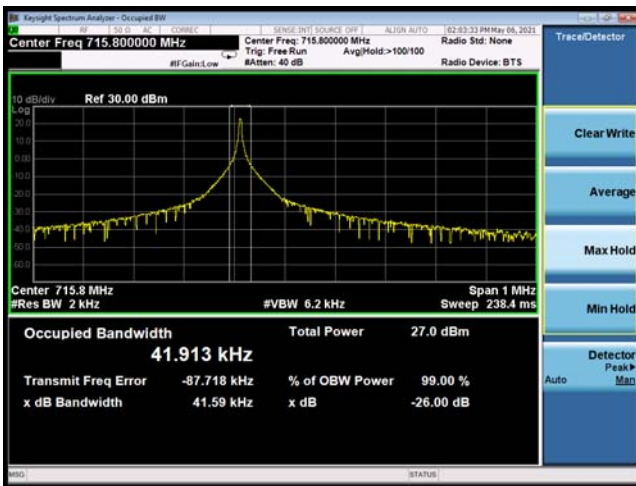 Keysight Spectrum Analyzer - Occupied BW
RF 50 Ω AC CORREC SENSE:INT SOURCE OFF ALIGN AUTO 02:03:33 PM May 06, 2021
Center Freq 715.800000 MHz
Center Freq: 715.800000 MHz
Radio Std: None
Trig: Free Run Avg|Hold:>100/100
#IFGain:Low #Atten: 40 dB Radio Device: BTS
Trace/Detector
10 dB/div Ref 30.00 dBm
Log
20.0
10.0
0.00
-10.0
-20.0
-30.0
-40.0
-50.0
-60.0
Center 715.8 MHz Span 1 MHz
#Res BW 2 kHz #VBW 6.2 kHz Sweep 238.4 ms
Occupied Bandwidth Total Power 27.0 dBm
41.913 kHz
Transmit Freq Error -87.718 kHz % of OBW Power 99.00 %
x dB Bandwidth 41.59 kHz x dB -26.00 dB
Clear Write
Average
Max Hold
Min Hold
Detector
Peak▶
Auto Man
MSG STATUS